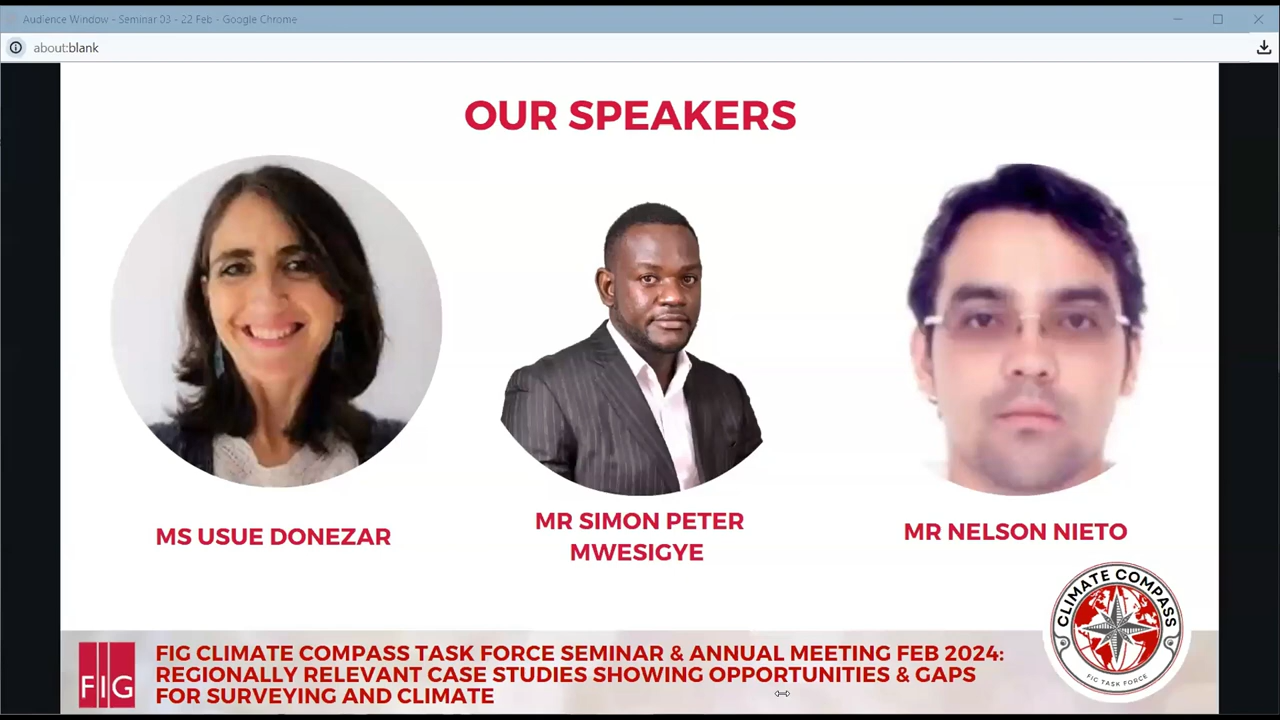 Audience Window - Seminar 03 - 22 Feb - Google Chrome
about:blank
OUR SPEAKERS
MS USUE DONEZAR
MR SIMON PETER
MWESIGYE
MR NELSON NIETO
CLIMATE COMPASS
FIG TASK FORCE
FIG
FIG CLIMATE COMPASS TASK FORCE SEMINAR & ANNUAL MEETING FEB 2024:
REGIONALLY RELEVANT CASE STUDIES SHOWING OPPORTUNITIES & GAPS
FOR SURVEYING AND CLIMATE